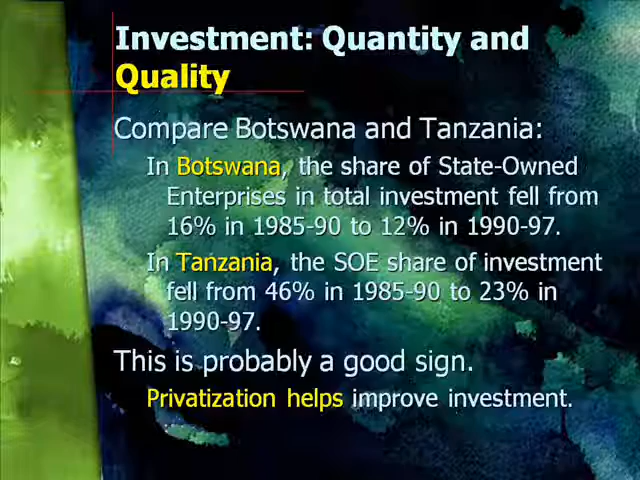 Investment: Quantity and
Quality
Compare Botswana and Tanzania:
In Botswana, the share of State-Owned
Enterprises in total investment fell from
16% in 1985-90 to 12% in 1990-97.
In Tanzania, the SOE share of investment
fell from 46% in 1985-90 to 23% in
1990-97.
This is probably a good sign.
Privatization helps improve investment.